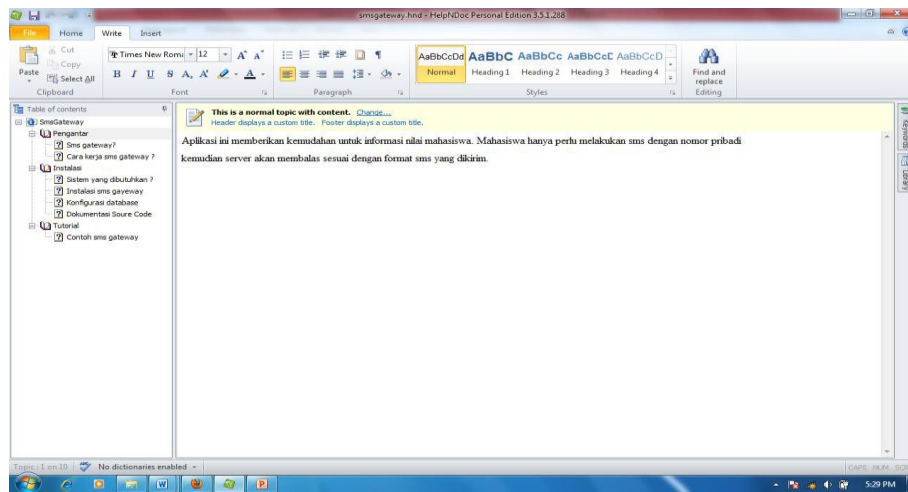 smsgateway.hnd - HelpNDoc Personal Edition 3.5.1.288
File Home Write Insert
Paste
Cut
Copy
Select All
Clipboard
Times New Roma 12
B I U S
Font
Paragraph
AaBbCcDd AaBbC AaBbCc AaBbCcC AaBbCcD
Normal Heading 1 Heading 2 Heading 3 Heading 4
Styles
Find and
replace
Editing
Table of contents
SmsGateway
Pengantar
Sms gateway?
Cara kerja sms gateway ?
Instalasi
Sistem yang dibutuhkan ?
Instalasi sms gayeway
Konfigurasi database
Dokumentasi Soure Code
Tutorial
Contoh sms gateway
This is a normal topic with content. Change...
Header displays a custom title. Footer displays a custom title.
Aplikasi ini memberikan kemudahan untuk informasi nilai mahasiswa. Mahasiswa hanya perlu melakukan sms dengan nomor pribadi
kemudian server akan membalas sesuai dengan format sms yang dikirim.
Keywords
Library
Topic: 1 on 10 No dictionaries enabled
CAPS NUM
5:29 PM